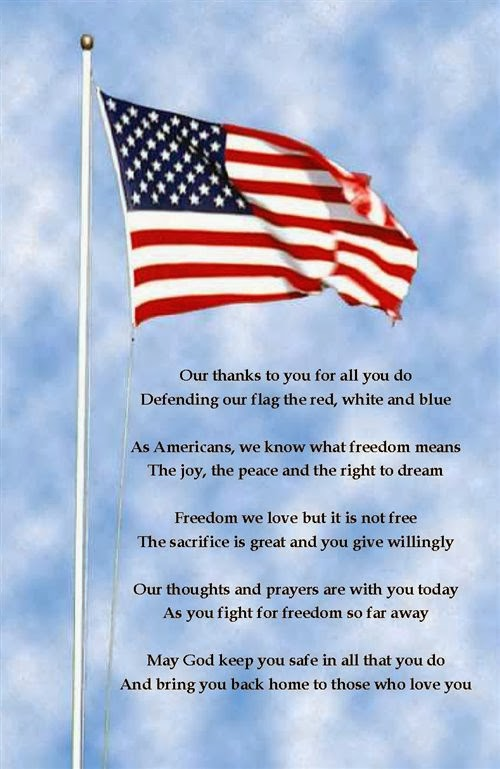 Our thanks to you for all you do
Defending our flag the red, white and blue
As Americans, we know what freedom means
The joy, the peace and the right to dream
Freedom we love but it is not free
The sacrifice is great and you give willingly
Our thoughts and prayers are with you today
As you fight for freedom so far away
May God keep you safe in all that you do
And bring you back home to those who love you